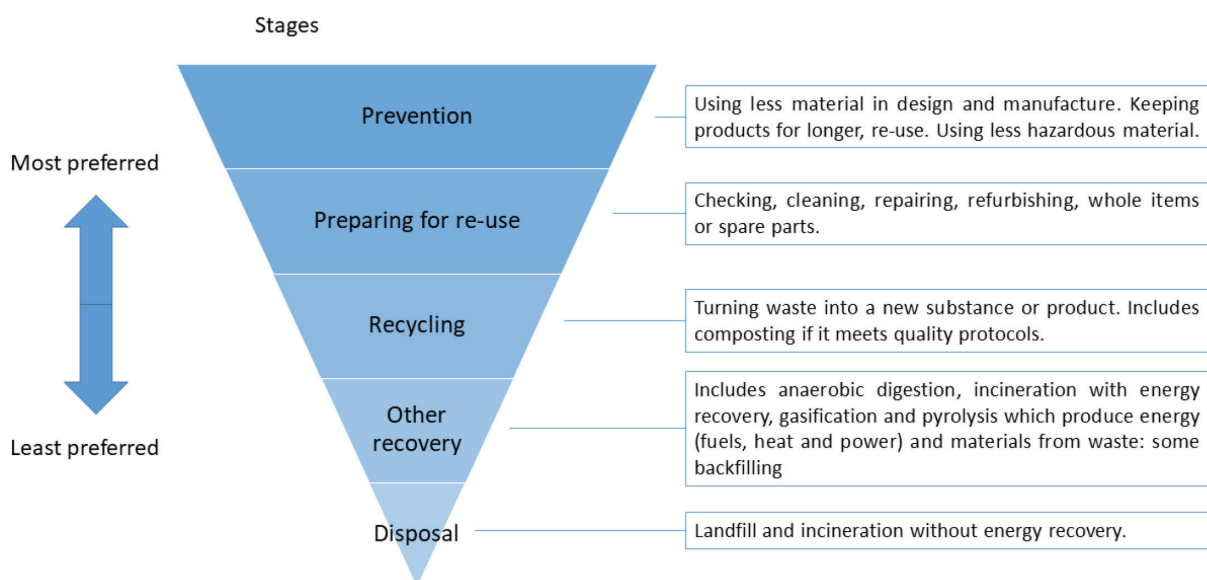 Stages
Most preferred
Least preferred
Prevention
Using less material in design and manufacture. Keeping
products for longer, re-use. Using less hazardous material.
Preparing for re-use
Checking, cleaning, repairing, refurbishing, whole items
or spare parts.
Recycling
Turning waste into a new substance or product. Includes
composting if it meets quality protocols.
Other
recovery
Includes anaerobic digestion, incineration with energy
recovery, gasification and pyrolysis which produce energy
(fuels, heat and power) and materials from waste: some
backfilling
Disposal
Landfill and incineration without energy recovery.